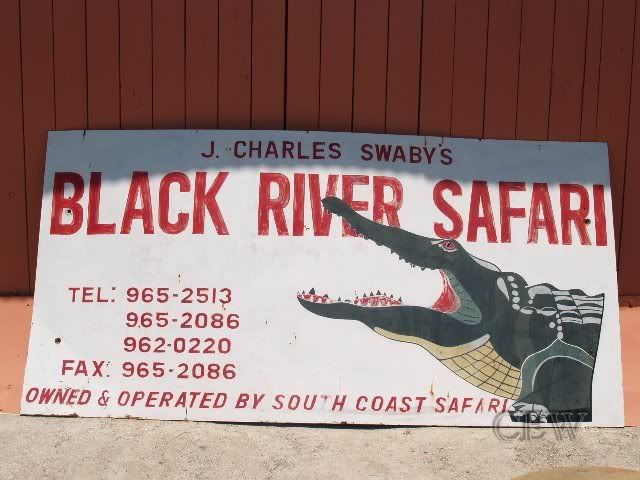 J. CHARLES SWABY'S
BLACK RIVER SAFARI
TEL: 965-2513
965-2086
962-0220
FAX: 965-2086
OWNED & OPERATED BY SOUTH COAST SAFARI
CBW